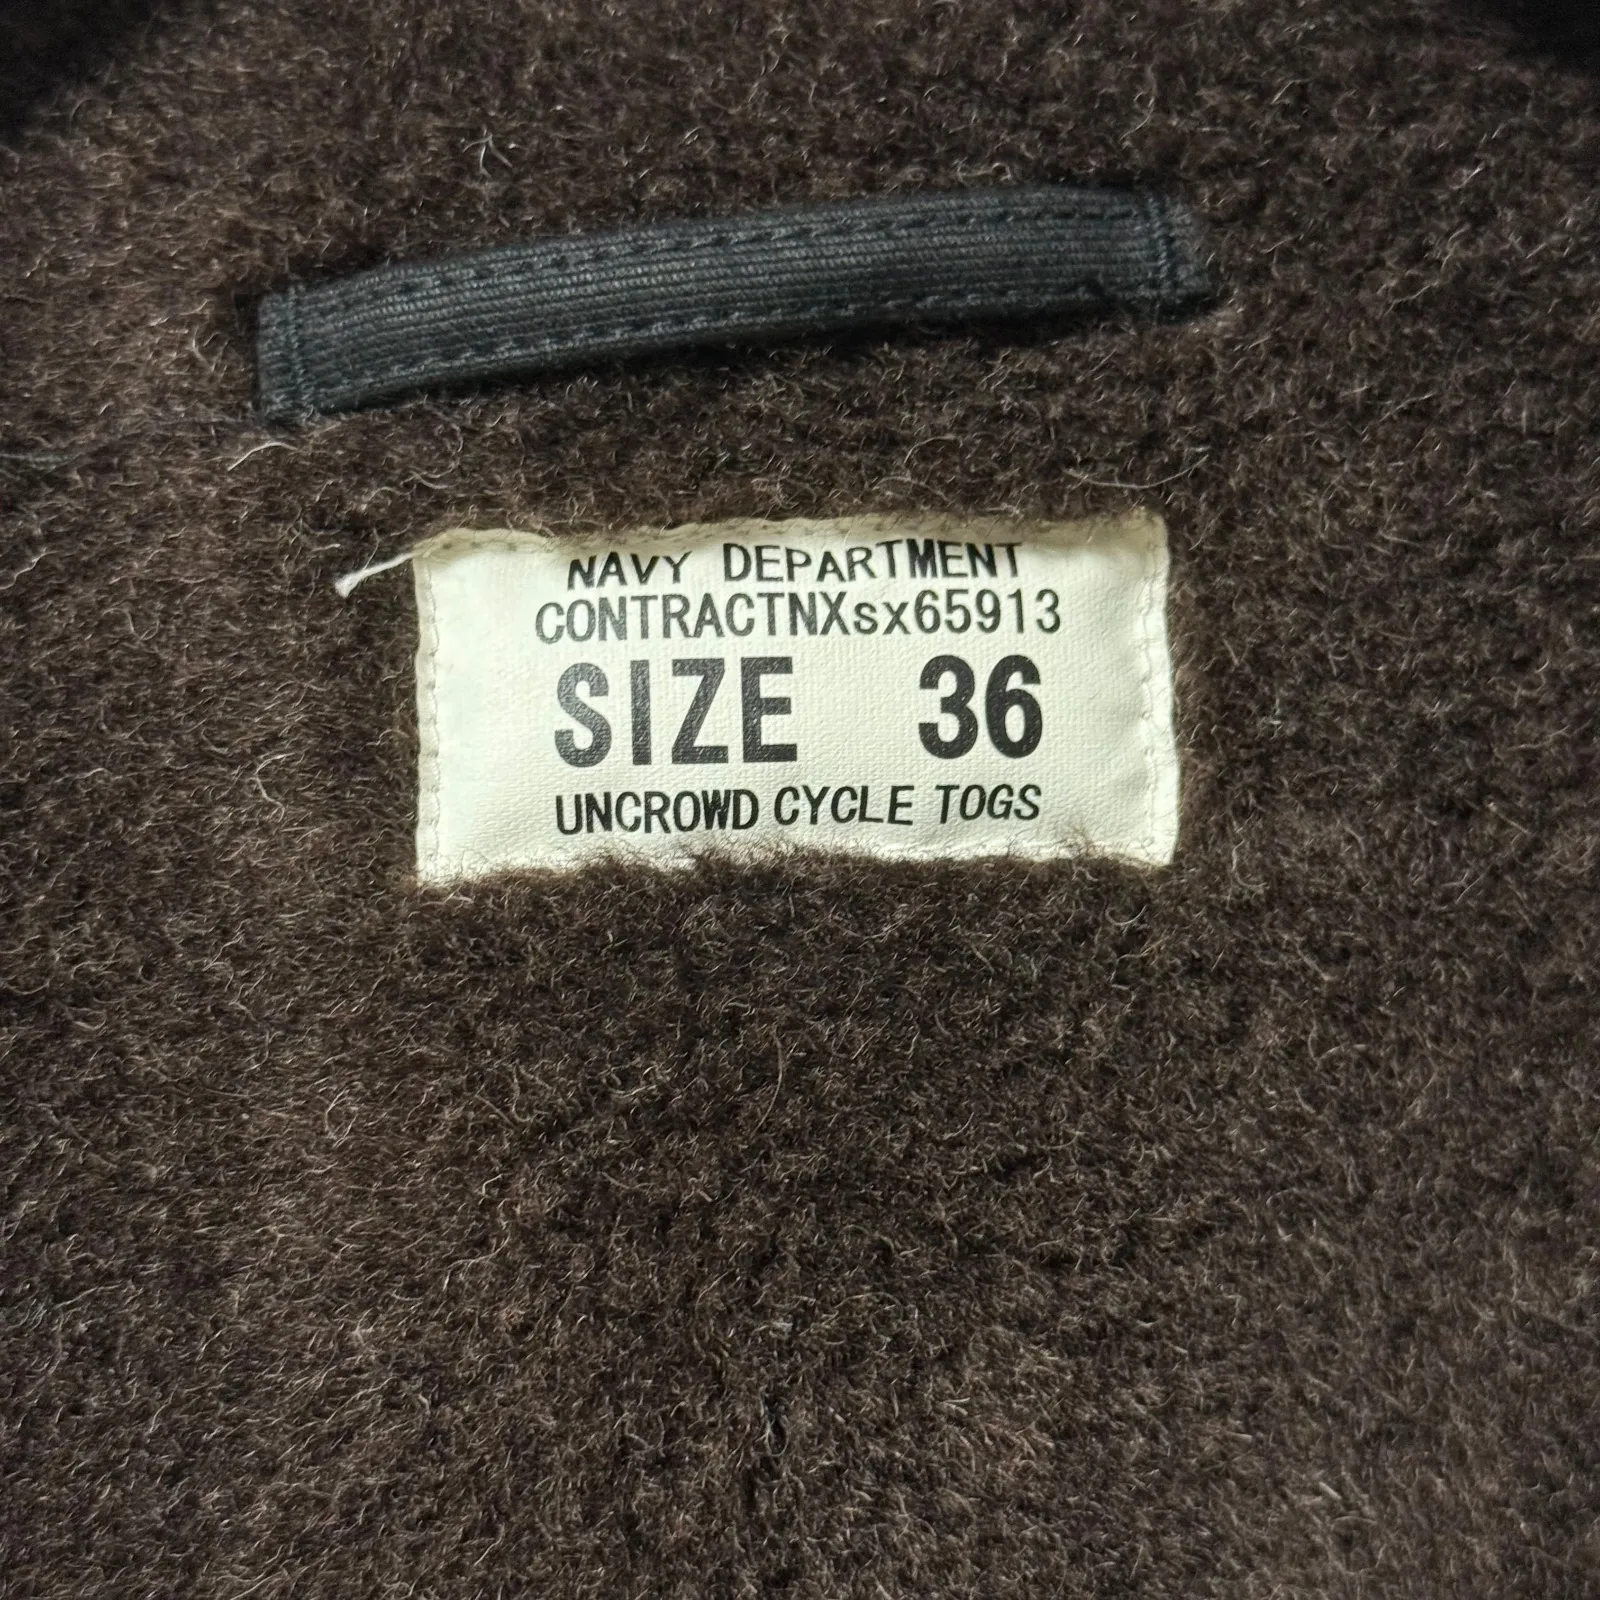 NAVY DEPARTMENT
CONTRACTNXsx65913
SIZE 36
UNCROWD CYCLE TOGS